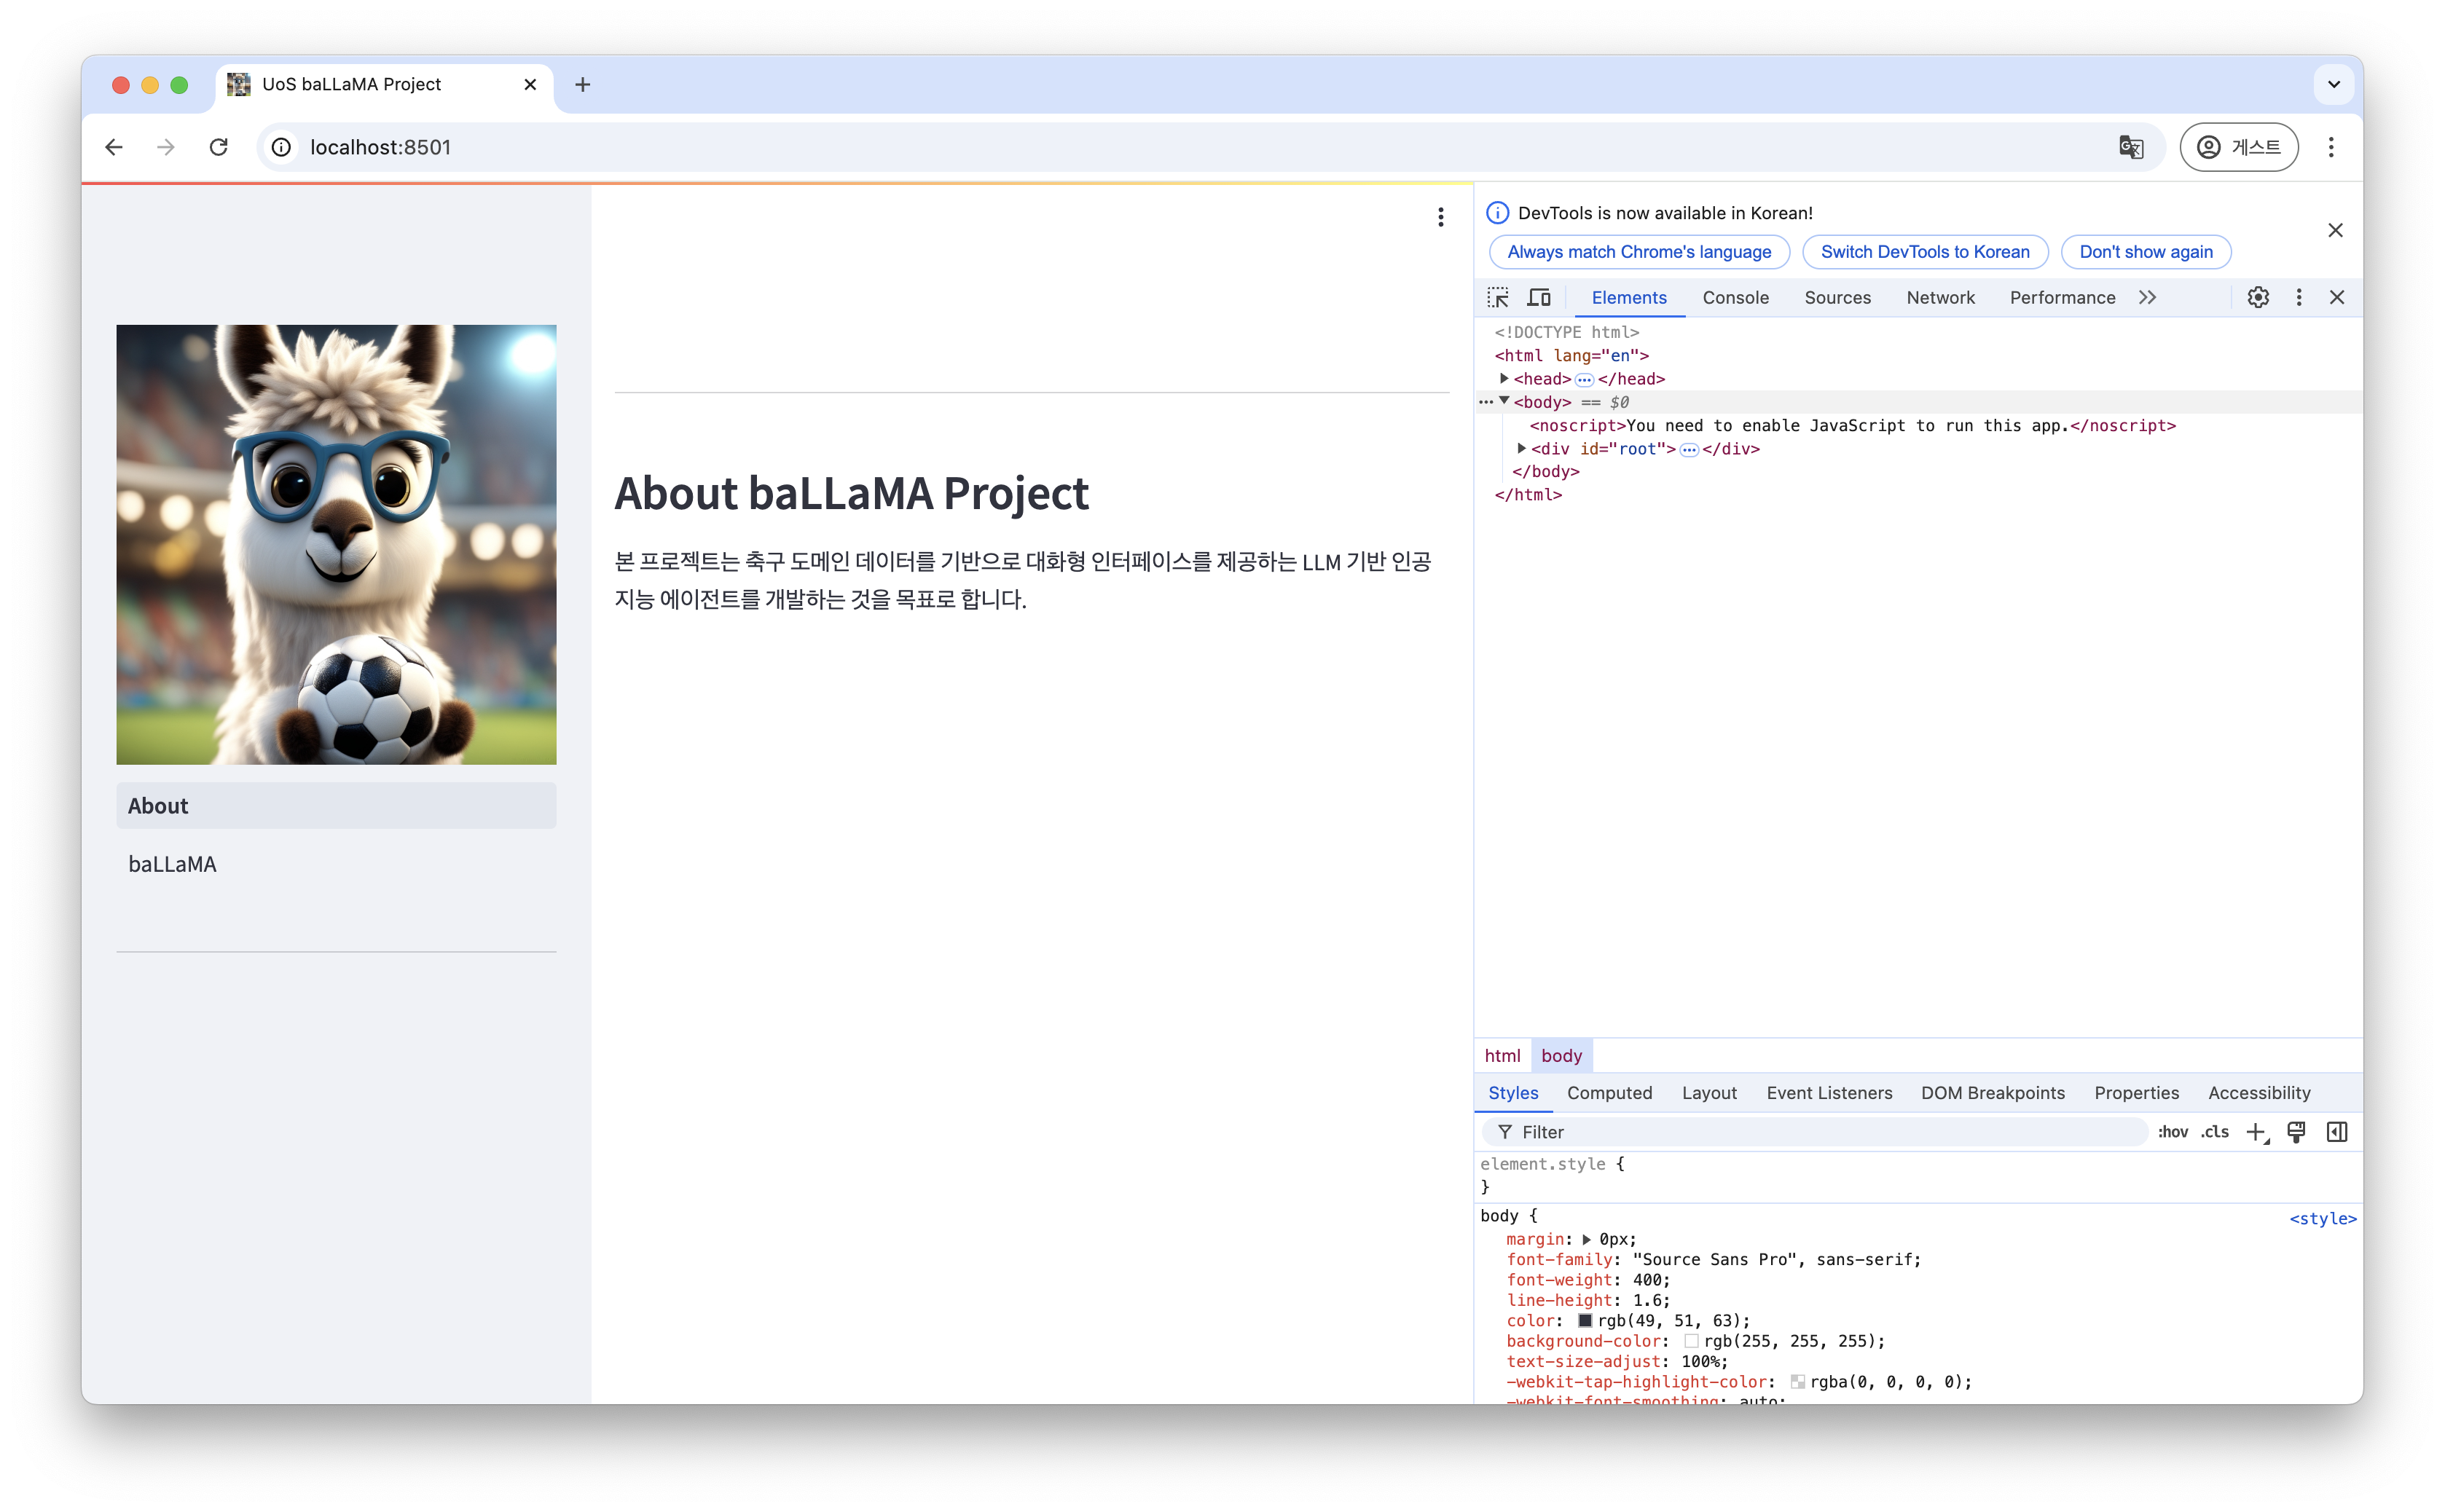 UoS baLLaMA Project
localhost:8501
게스트
DevTools is now available in Korean!
Always match Chrome's language Switch DevTools to Korean Don't show again
Elements Console Sources Network Performance
<!DOCTYPE html>
<html lang="en">
<head> ••• </head>
••• <body> == $0
<noscript>You need to enable JavaScript to run this app.</noscript>
<div id="root"> ••• </div>
</body>
</html>
About baLLaMA Project
본 프로젝트는 축구 도메인 데이터를 기반으로 대화형 인터페이스를 제공하는 LLM 기반 인공
지능 에이전트를 개발하는 것을 목표로 합니다.
About
baLLaMA
html body
Styles Computed Layout Event Listeners DOM Breakpoints Properties Accessibility
Filter :hov .cls
element.style {
}
body { <style>
margin: 0px;
font-family: "Source Sans Pro", sans-serif;
font-weight: 400;
line-height: 1.6;
color: rgb(49, 51, 63);
background-color: rgb(255, 255, 255);
text-size-adjust: 100%;
-webkit-tap-highlight-color: rgba(0, 0, 0, 0);
-webkit-font-smoothing: auto;